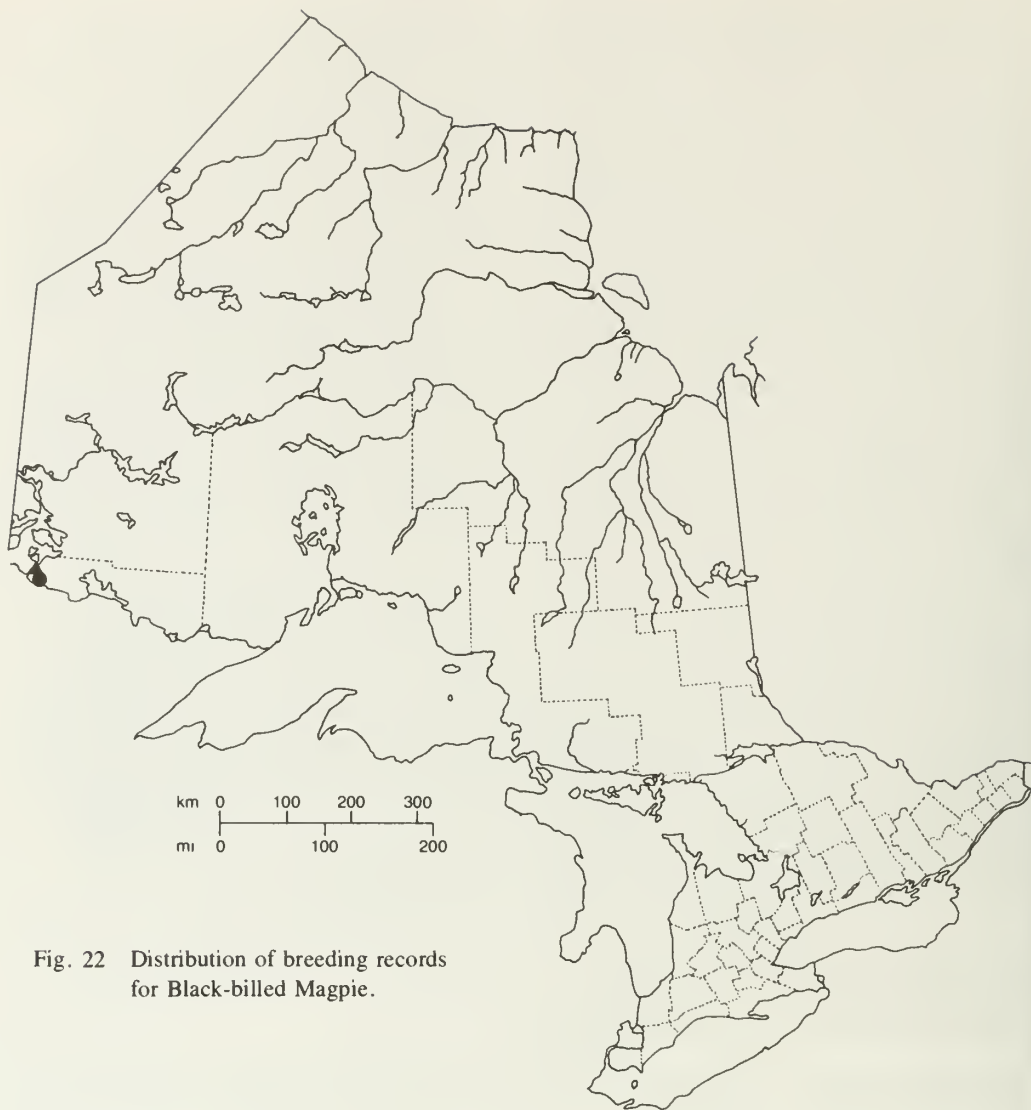 km 0 100 200 300
mi 0 100 200
Fig. 22 Distribution of breeding records
for Black-billed Magpie.